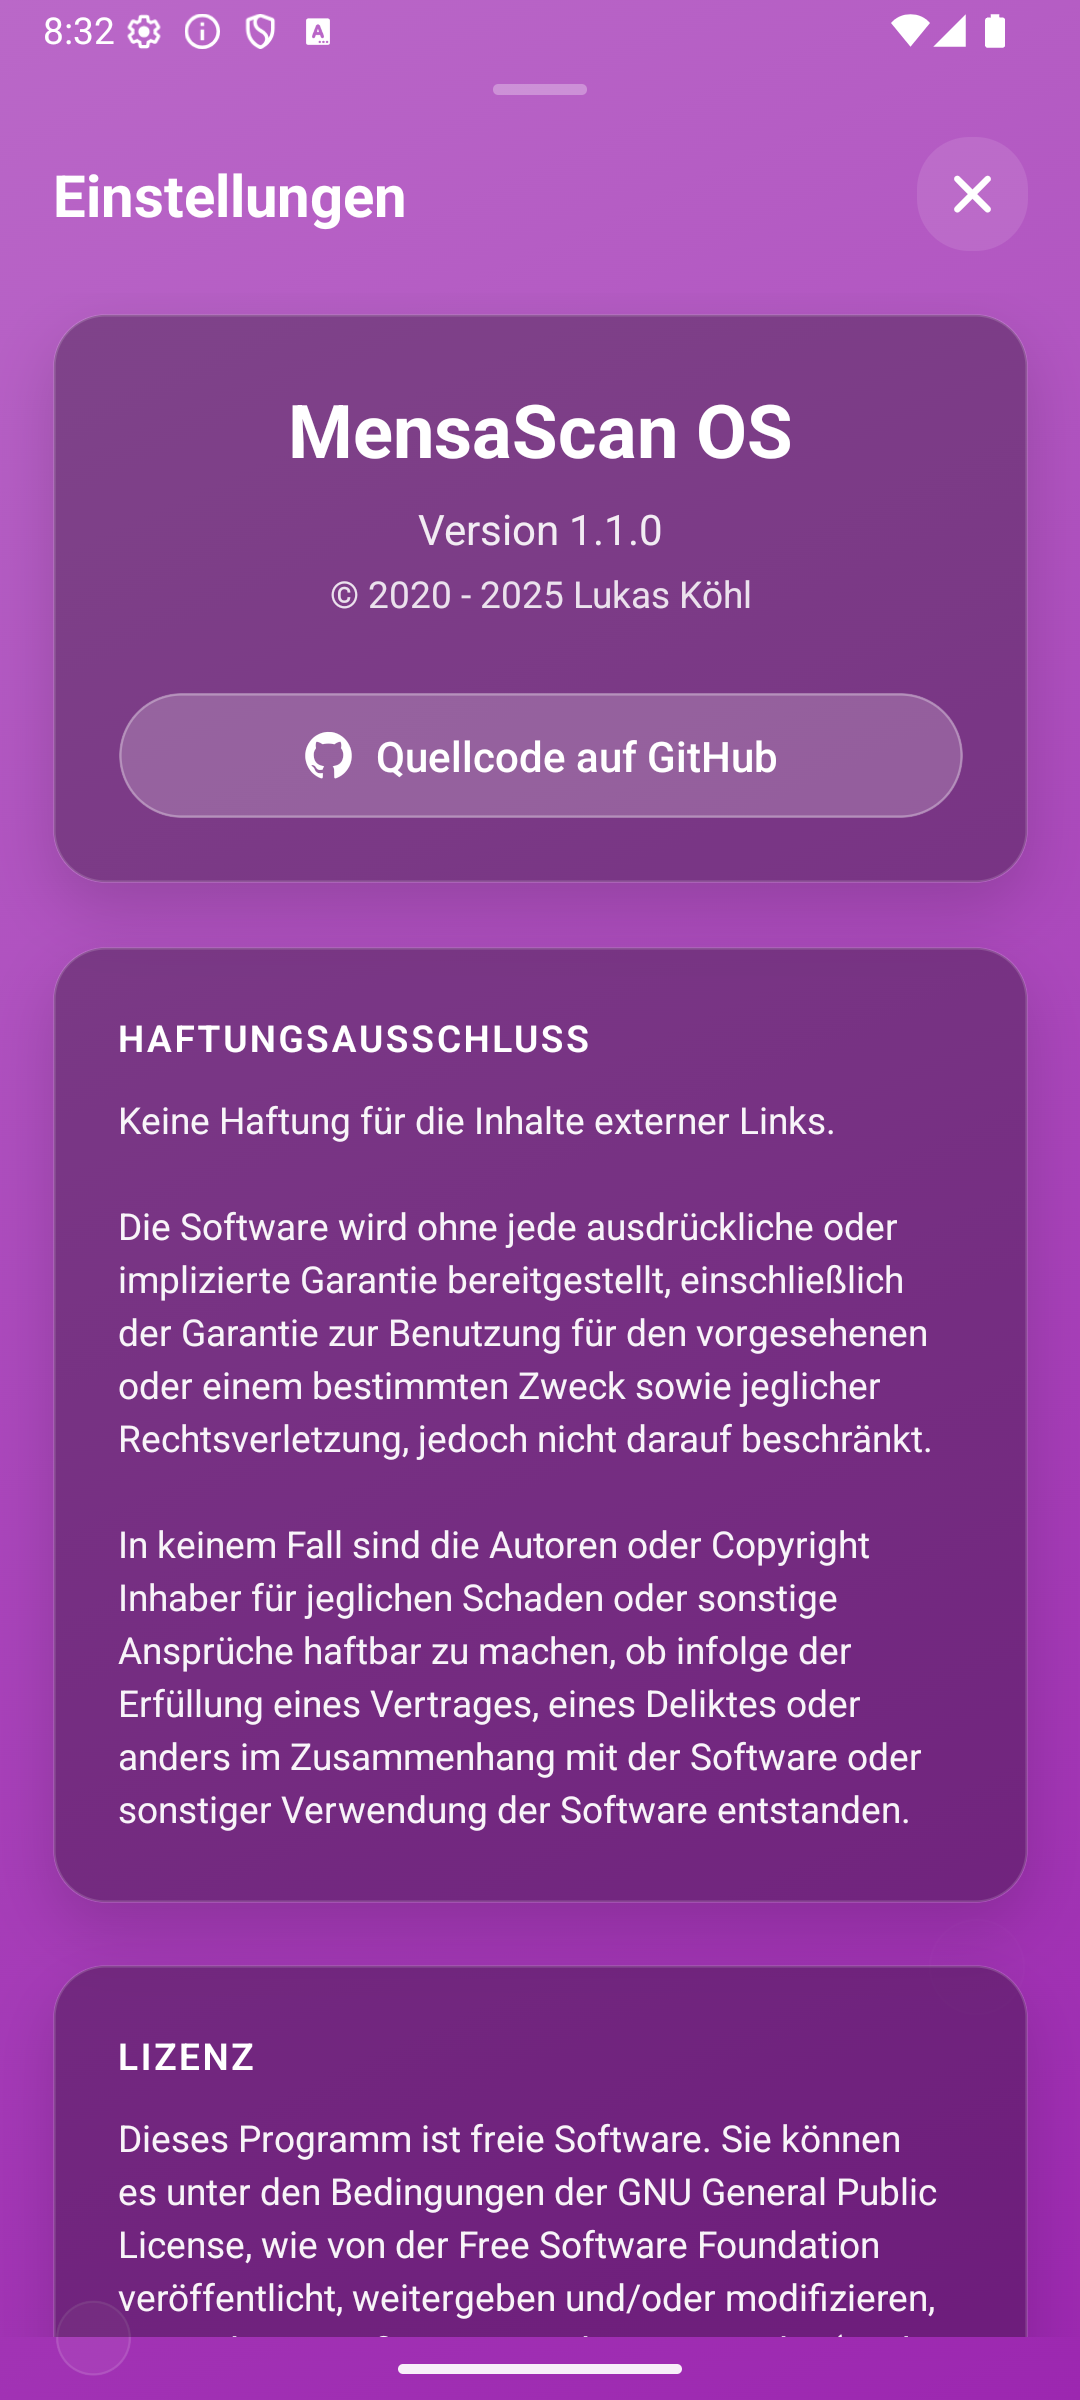 8:32
Einstellungen
MensaScan OS
Version 1.1.0
© 2020 - 2025 Lukas Köhl
Quellcode auf GitHub
HAFTUNGSAUSSCHLUSS
Keine Haftung für die Inhalte externer Links.
Die Software wird ohne jede ausdrückliche oder
implizierte Garantie bereitgestellt, einschließlich
der Garantie zur Benutzung für den vorgesehenen
oder einem bestimmten Zweck sowie jeglicher
Rechtsverletzung, jedoch nicht darauf beschränkt.
In keinem Fall sind die Autoren oder Copyright
Inhaber für jeglichen Schaden oder sonstige
Ansprüche haftbar zu machen, ob infolge der
Erfüllung eines Vertrages, eines Deliktes oder
anders im Zusammenhang mit der Software oder
sonstiger Verwendung der Software entstanden.
LIZENZ
Dieses Programm ist freie Software. Sie können
es unter den Bedingungen der GNU General Public
License, wie von der Free Software Foundation
veröffentlicht, weitergeben und/oder modifizieren,